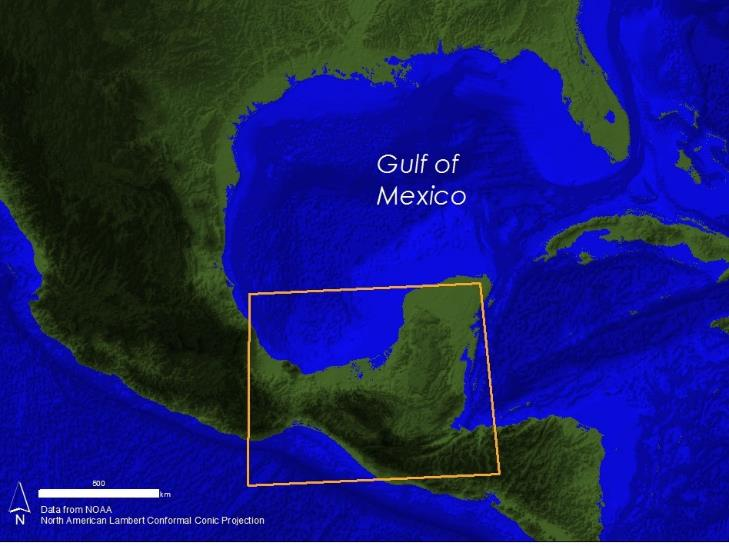 Gulf of
Mexico
500
km
N
Data from NOAA
North American Lambert Conformal Conic Projection